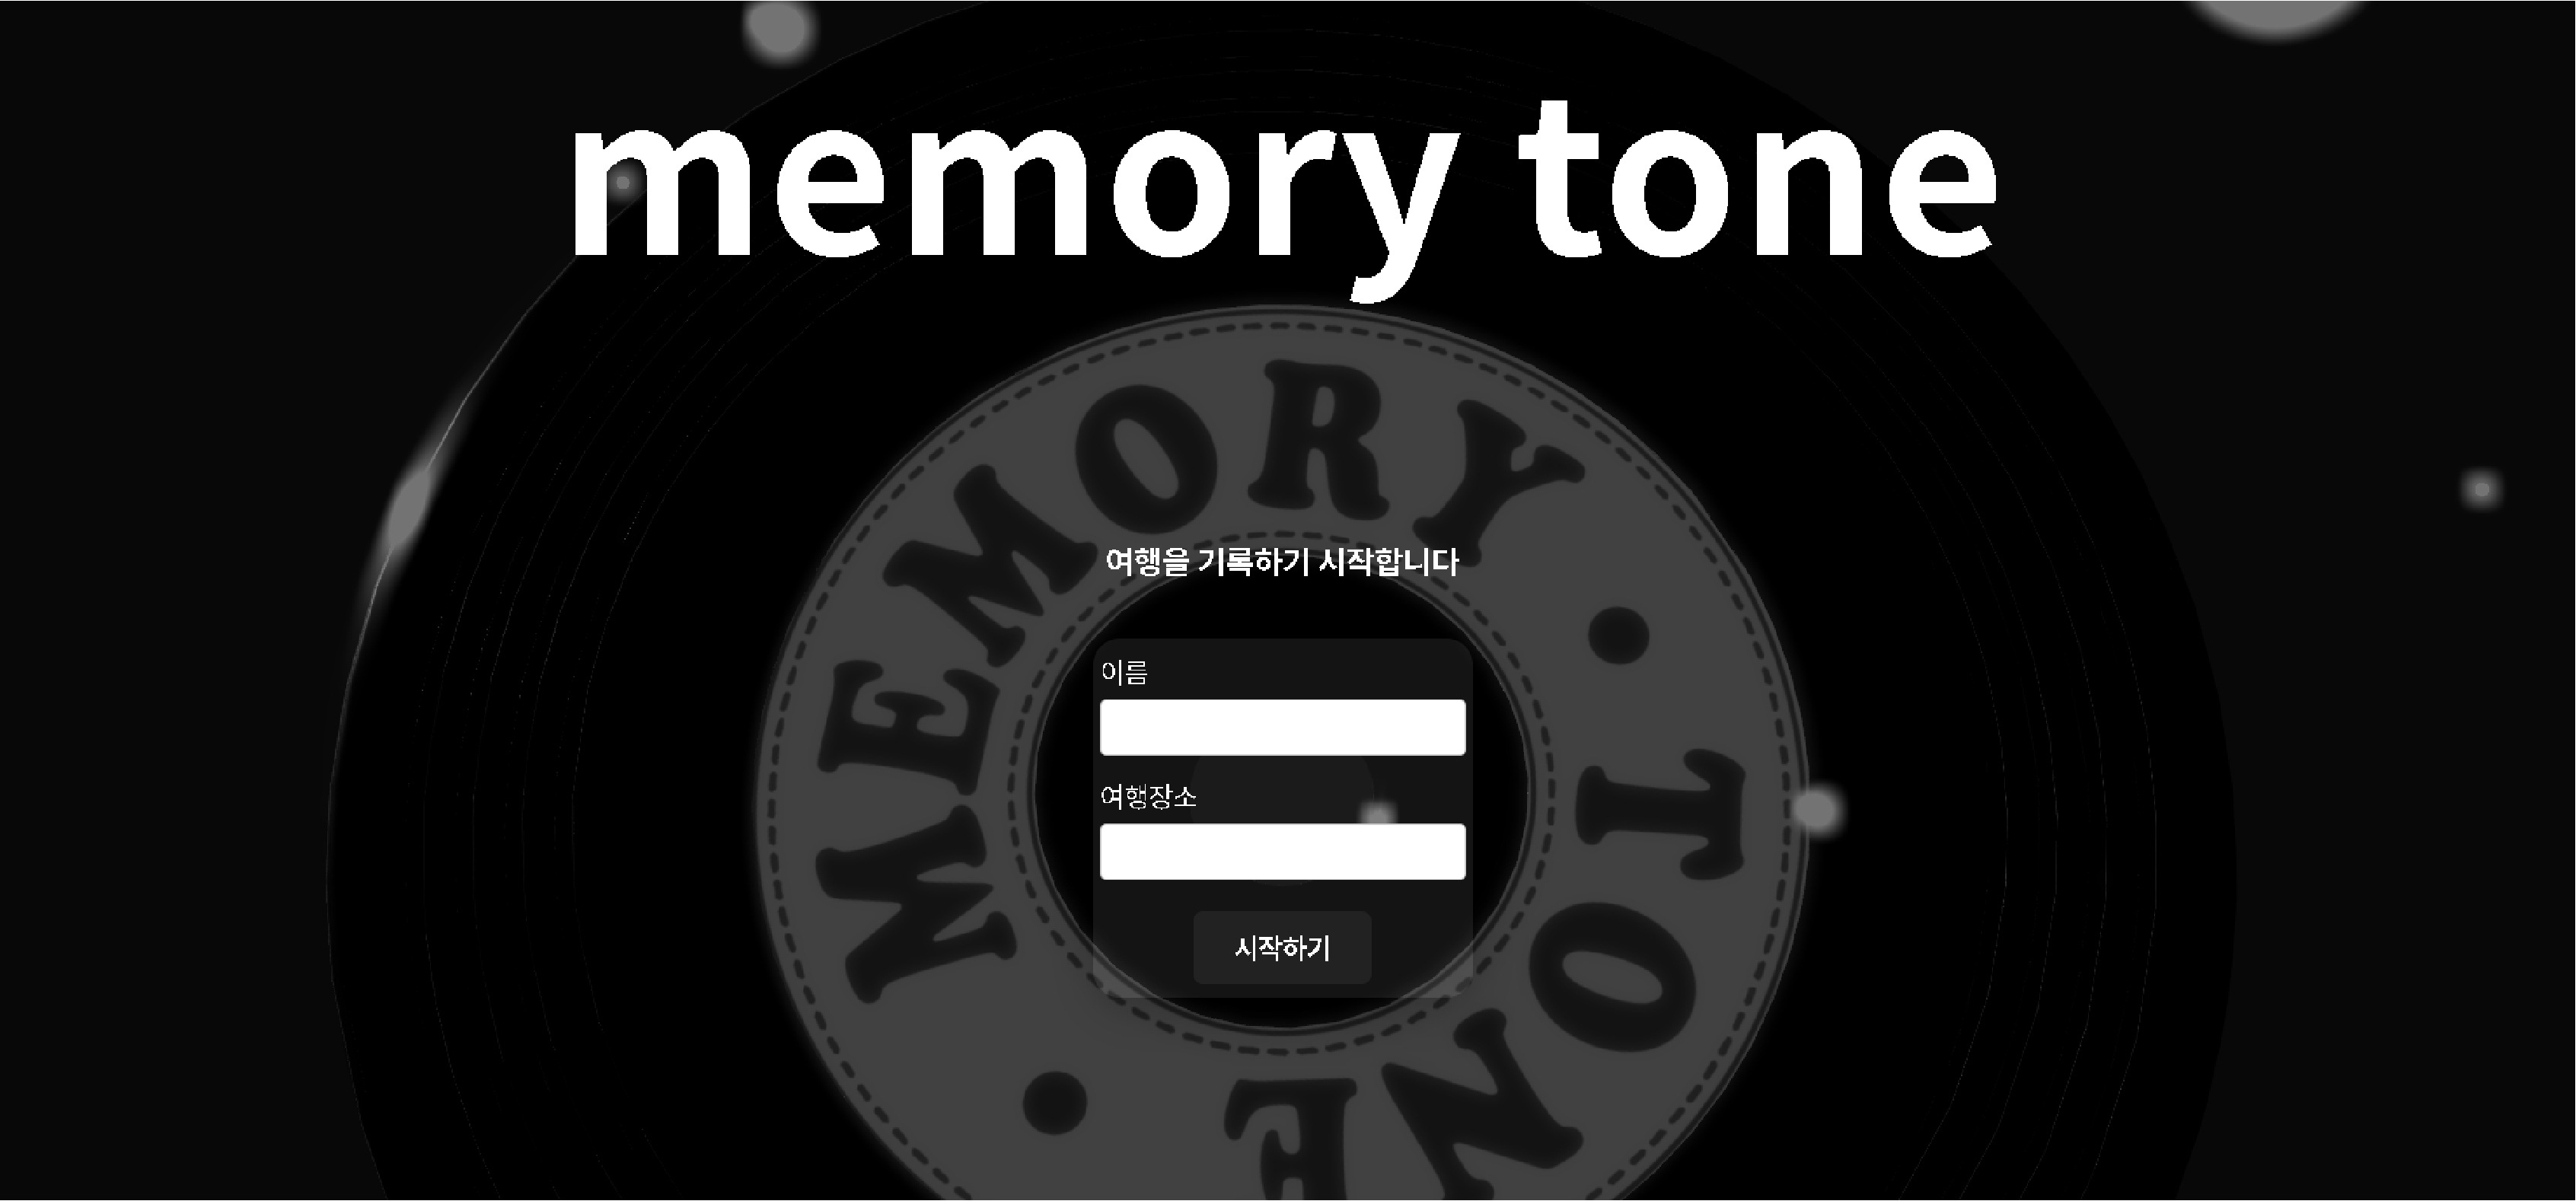 memory tone
MEMORY • TONE •
여행을 기록하기 시작합니다
이름
여행장소
시작하기